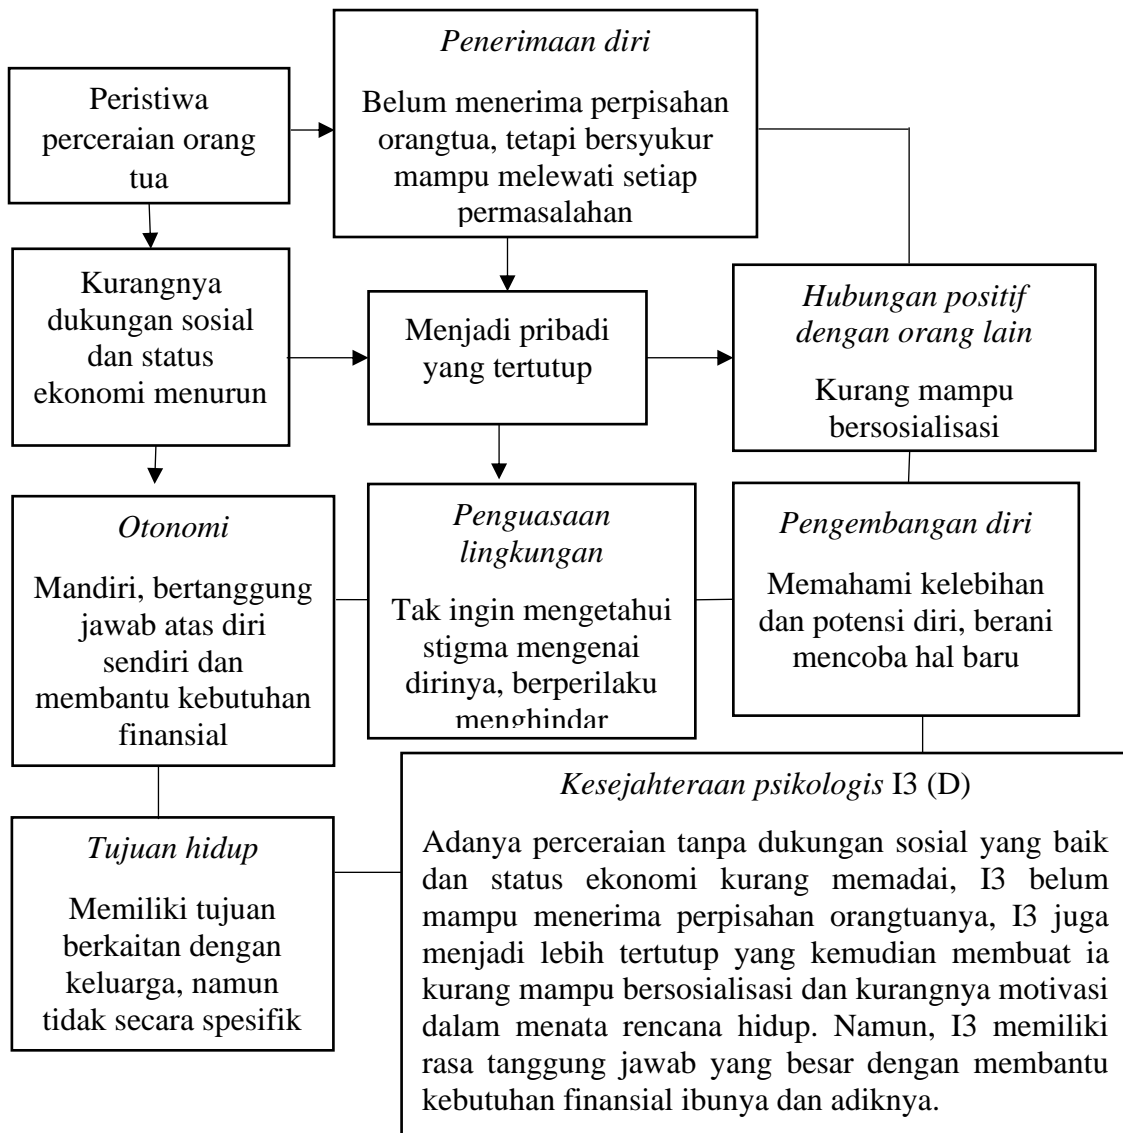 Peristiwa
perceraian orang
tua
Penerimaan diri
Belum menerima perpisahan
orangtua, tetapi bersyukur
mampu melewati setiap
permasalahan
Kurangnya
dukungan sosial
dan status
ekonomi menurun
Menjadi pribadi
yang tertutup
Hubungan positif
dengan orang lain
Kurang mampu
bersosialisasi
Otonomi
Mandiri, bertanggung
jawab atas diri
sendiri dan
membantu kebutuhan
finansial
Penguasaan
lingkungan
Tak ingin mengetahui
stigma mengenai
dirinya, berperilaku
menghindar
Pengembangan diri
Memahami kelebihan
dan potensi diri, berani
mencoba hal baru
Tujuan hidup
Memiliki tujuan
berkaitan dengan
keluarga, namun
tidak secara spesifik
Kesejahteraan psikologis I3 (D)
Adanya perceraian tanpa dukungan sosial yang baik
dan status ekonomi kurang memadai, I3 belum
mampu menerima perpisahan orangtuanya, I3 juga
menjadi lebih tertutup yang kemudian membuat ia
kurang mampu bersosialisasi dan kurangnya motivasi
dalam menata rencana hidup. Namun, I3 memiliki
rasa tanggung jawab yang besar dengan membantu
kebutuhan finansial ibunya dan adiknya.